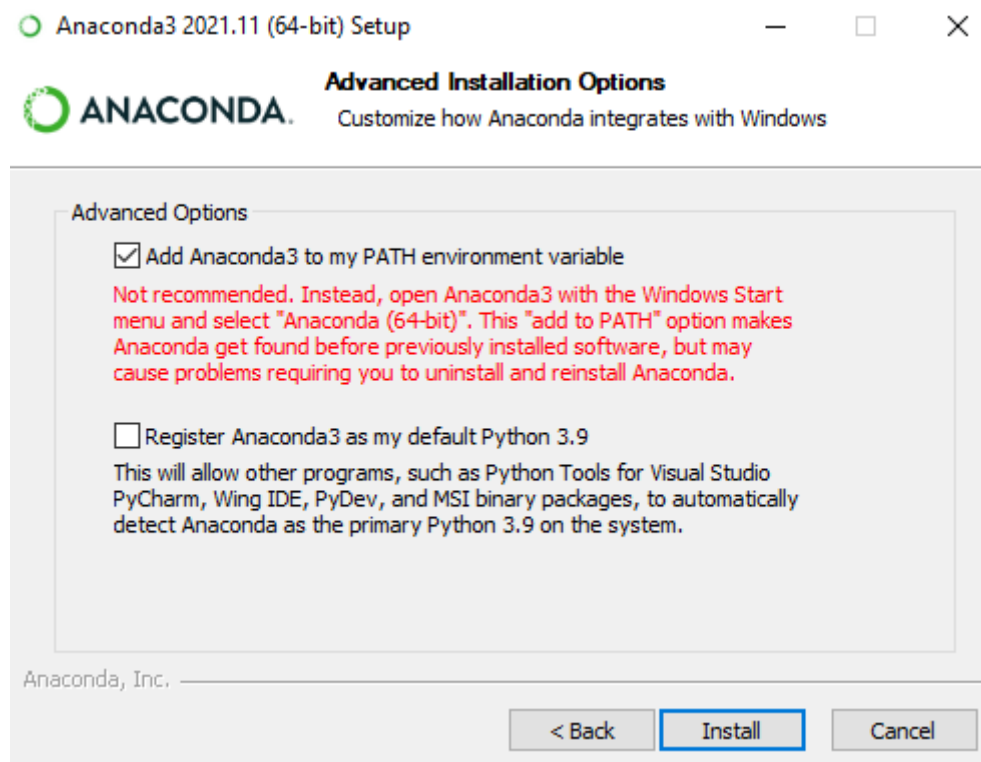 Anaconda3 2021.11 (64-bit) Setup
ANACONDA.
Advanced Installation Options
Customize how Anaconda integrates with Windows
Advanced Options
Add Anaconda3 to my PATH environment variable
Not recommended. Instead, open Anaconda3 with the Windows Start
menu and select "Anaconda (64-bit)". This "add to PATH" option makes
Anaconda get found before previously installed software, but may
cause problems requiring you to uninstall and reinstall Anaconda.
Register Anaconda3 as my default Python 3.9
This will allow other programs, such as Python Tools for Visual Studio
PyCharm, Wing IDE, PyDev, and MSI binary packages, to automatically
detect Anaconda as the primary Python 3.9 on the system.
Anaconda, Inc.
< Back
Install
Cancel